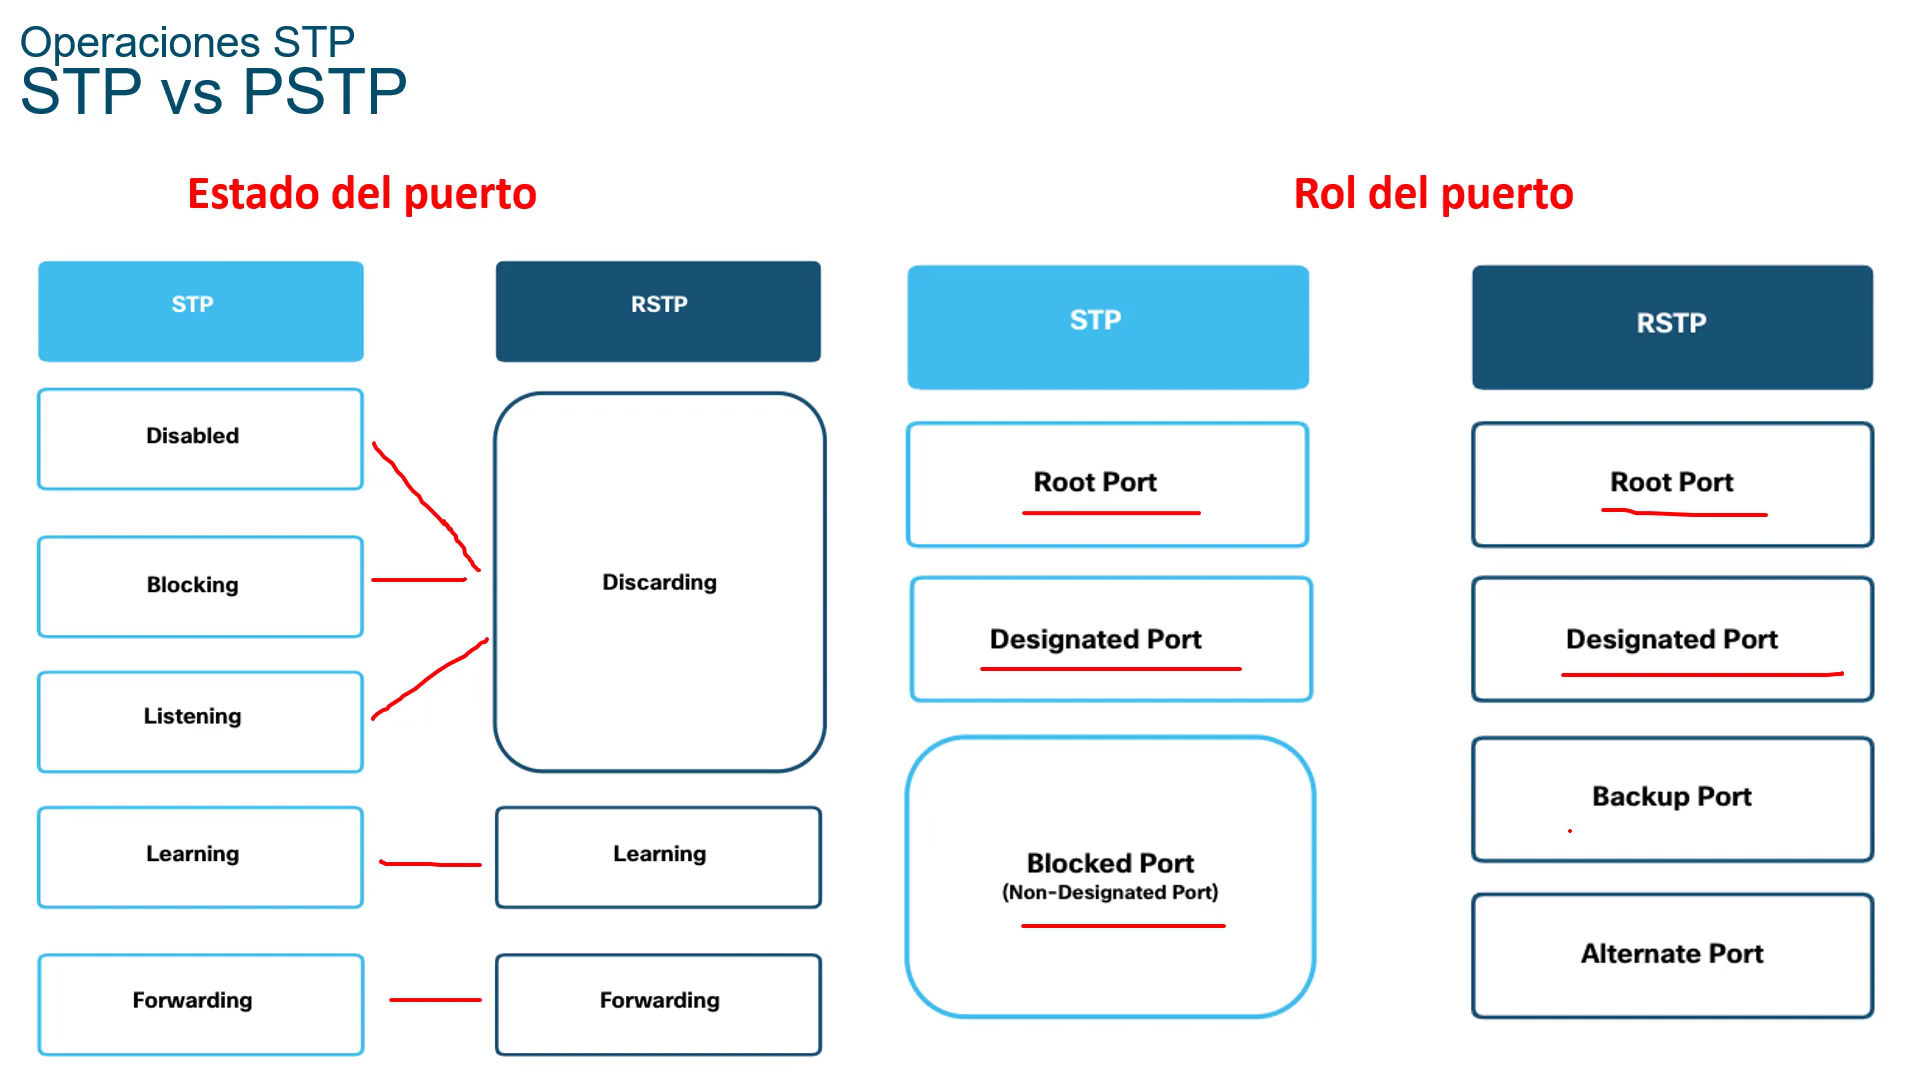 Operaciones STP
STP vs PSTP
Estado del puerto
STP
RSTP
Disabled
Blocking
Listening
Discarding
Learning
Learning
Forwarding
Forwarding
Rol del puerto
STP
RSTP
Root Port
Root Port
Designated Port
Designated Port
Blocked Port
(Non-Designated Port)
Backup Port
Alternate Port